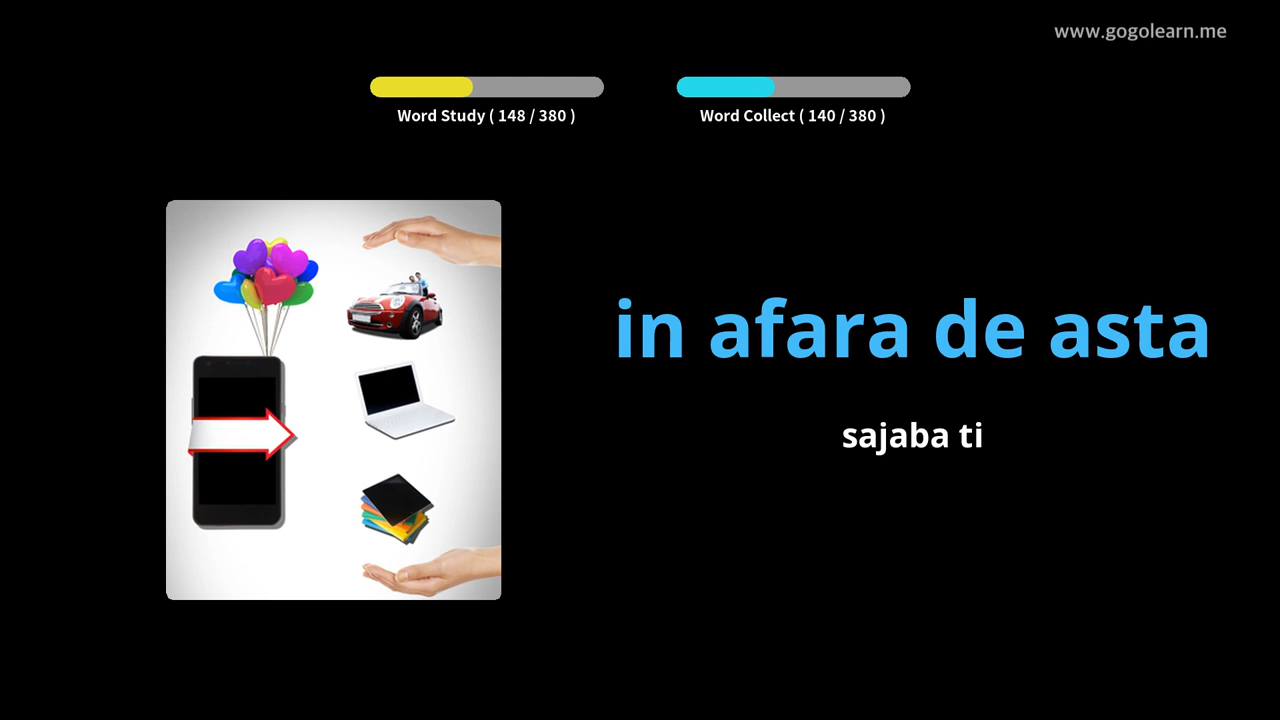 www.gogolearn.me
Word Study ( 148 / 380 )
Word Collect ( 140 / 380 )
in afara de asta
sajaba ti